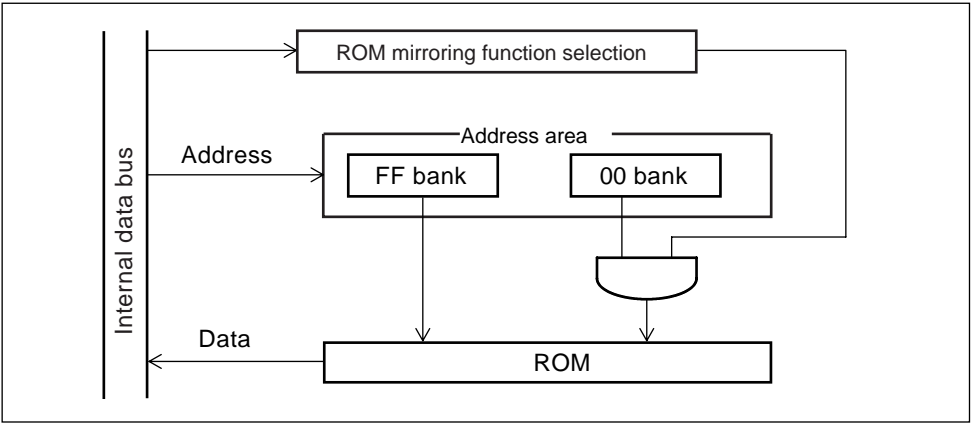 ROM mirroring function selection
Address area
Address
FF bank
00 bank
Internal data bus
Data
ROM